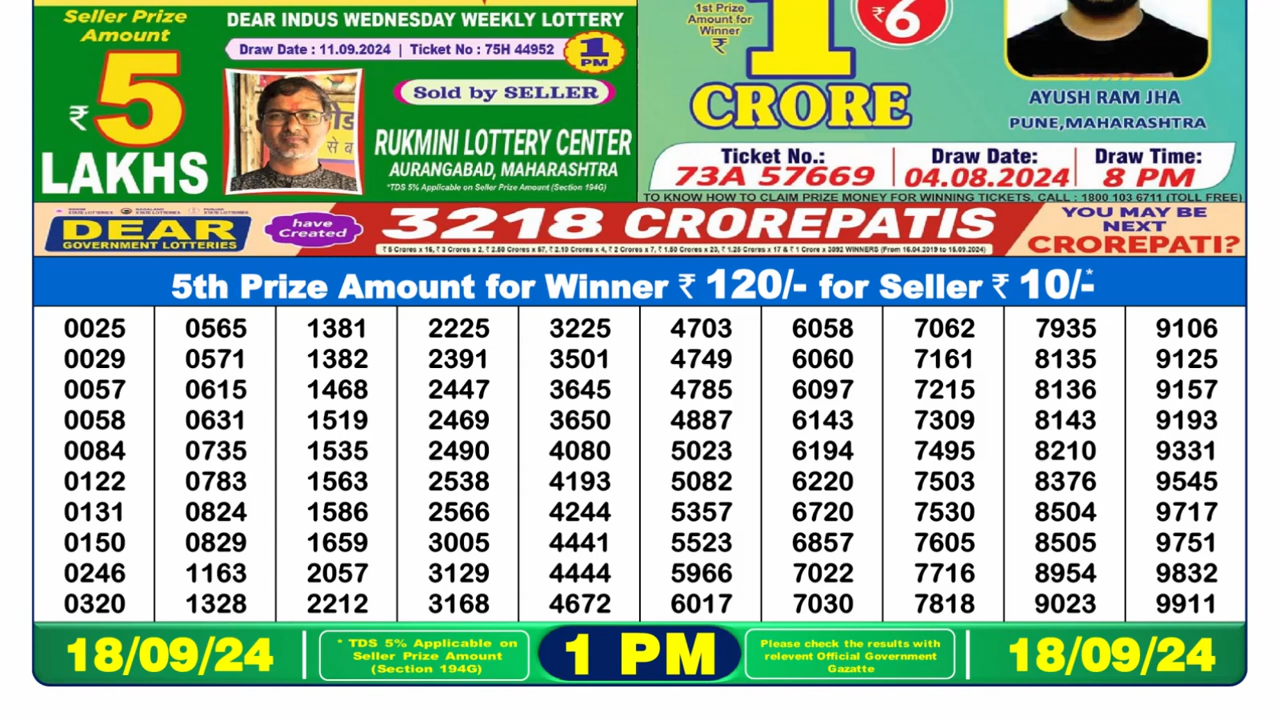 Seller Prize
Amount
₹ 5
LAKHS
DEAR INDUS WEDNESDAY WEEKLY LOTTERY
Draw Date : 11.09.2024 | Ticket No : 75H 44952
1
PM
Sold by SELLER
RUKMINI LOTTERY CENTER
AURANGABAD, MAHARASHTRA
*TDS 5% Applicable on Seller Prize Amount (Section 194G)
1st Prize
Amount for
Winner
₹
1
CRORE
₹6
AYUSH RAM JHA
PUNE,MAHARASHTRA
Ticket No.:
73A 57669
Draw Date:
04.08.2024
Draw Time:
8 PM
TO KNOW HOW TO CLAIM PRIZE MONEY FOR WINNING TICKETS, CALL : 1800 103 6711 (TOLL FREE)
DEAR
GOVERNMENT LOTTERIES
have
Created
3218 CROREPATIS
YOU MAY BE
NEXT
CROREPATI?
5th Prize Amount for Winner ₹ 120/- for Seller ₹ 10/-*
0025 0565 1381 2225 3225 4703 6058 7062 7935 9106
0029 0571 1382 2391 3501 4749 6060 7161 8135 9125
0057 0615 1468 2447 3645 4785 6097 7215 8136 9157
0058 0631 1519 2469 3650 4887 6143 7309 8143 9193
0084 0735 1535 2490 4080 5023 6194 7495 8210 9331
0122 0783 1563 2538 4193 5082 6220 7503 8376 9545
0131 0824 1586 2566 4244 5357 6720 7530 8504 9717
0150 0829 1659 3005 4441 5523 6857 7605 8505 9751
0246 1163 2057 3129 4444 5966 7022 7716 8954 9832
0320 1328 2212 3168 4672 6017 7030 7818 9023 9911
18/09/24
* TDS 5% Applicable on
Seller Prize Amount
(Section 194G)
1 PM
Please check the results with
relevent Official Government
Gazatte
18/09/24